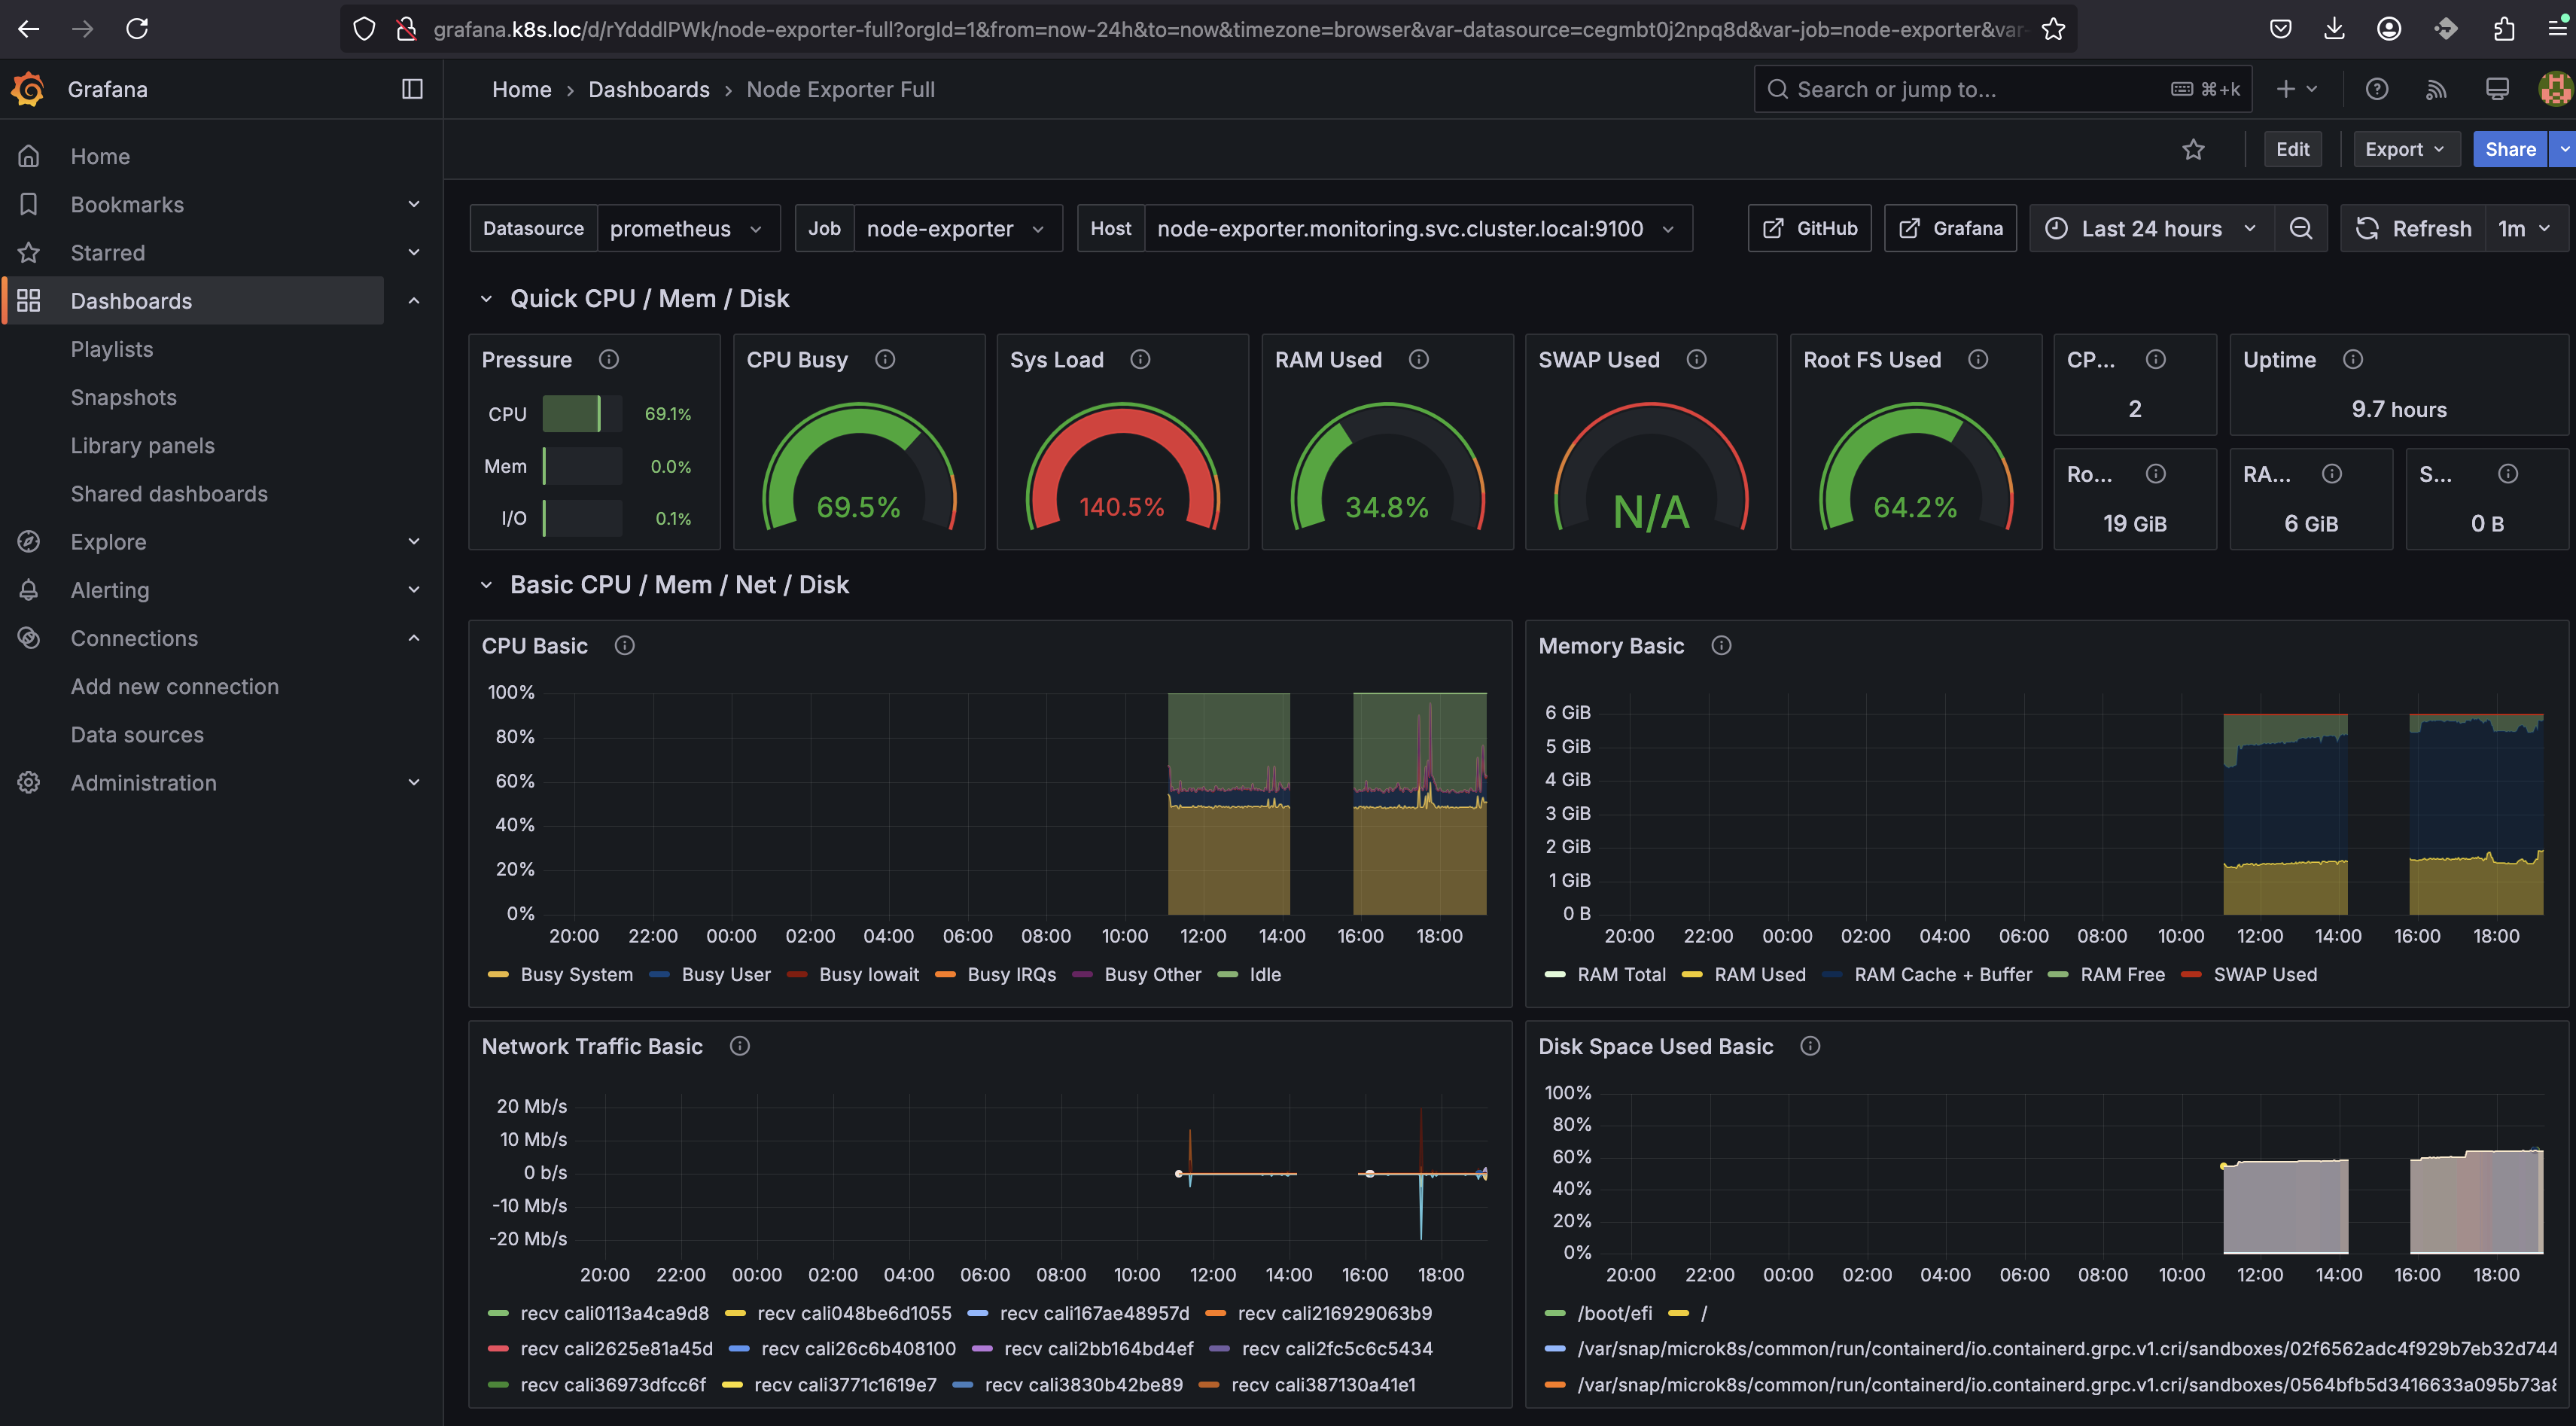 grafana.k8s.loc/d/rYdddlPWk/node-exporter-full?orgId=1&from=now-24h&to=now&timezone=browser&var-datasource=cegmbt0j2npq8d&var-job=node-exporter&var-
Grafana
Home › Dashboards › Node Exporter Full
Search or jump to... ⌘+k
Home
Bookmarks
Starred
Dashboards
Playlists
Snapshots
Library panels
Shared dashboards
Explore
Alerting
Connections
Add new connection
Data sources
Administration
Edit Export Share
Datasource prometheus Job node-exporter Host node-exporter.monitoring.svc.cluster.local:9100 GitHub Grafana Last 24 hours Refresh 1m
Quick CPU / Mem / Disk
Pressure
CPU 69.1%
Mem 0.0%
I/O 0.1%
CPU Busy
69.5%
Sys Load
140.5%
RAM Used
34.8%
SWAP Used
N/A
Root FS Used
64.2%
CP...
2
Uptime
9.7 hours
Ro...
19 GiB
RA...
6 GiB
S...
0 B
Basic CPU / Mem / Net / Disk
CPU Basic
100%
80%
60%
40%
20%
0%
20:00 22:00 00:00 02:00 04:00 06:00 08:00 10:00 12:00 14:00 16:00 18:00
Busy System Busy User Busy Iowait Busy IRQs Busy Other Idle
Memory Basic
6 GiB
5 GiB
4 GiB
3 GiB
2 GiB
1 GiB
0 B
20:00 22:00 00:00 02:00 04:00 06:00 08:00 10:00 12:00 14:00 16:00 18:00
RAM Total RAM Used RAM Cache + Buffer RAM Free SWAP Used
Network Traffic Basic
20 Mb/s
10 Mb/s
0 b/s
-10 Mb/s
-20 Mb/s
20:00 22:00 00:00 02:00 04:00 06:00 08:00 10:00 12:00 14:00 16:00 18:00
recv cali0113a4ca9d8 recv cali048be6d1055 recv cali167ae48957d recv cali216929063b9
recv cali2625e81a45d recv cali26c6b408100 recv cali2bb164bd4ef recv cali2fc5c6c5434
recv cali36973dfcc6f recv cali3771c1619e7 recv cali3830b42be89 recv cali387130a41e1
Disk Space Used Basic
100%
80%
60%
40%
20%
0%
20:00 22:00 00:00 02:00 04:00 06:00 08:00 10:00 12:00 14:00 16:00 18:00
/boot/efi /
/var/snap/microk8s/common/run/containerd/io.containerd.grpc.v1.cri/sandboxes/02f6562adc4f929b7eb32d744
/var/snap/microk8s/common/run/containerd/io.containerd.grpc.v1.cri/sandboxes/0564bfb5d3416633a095b73a8